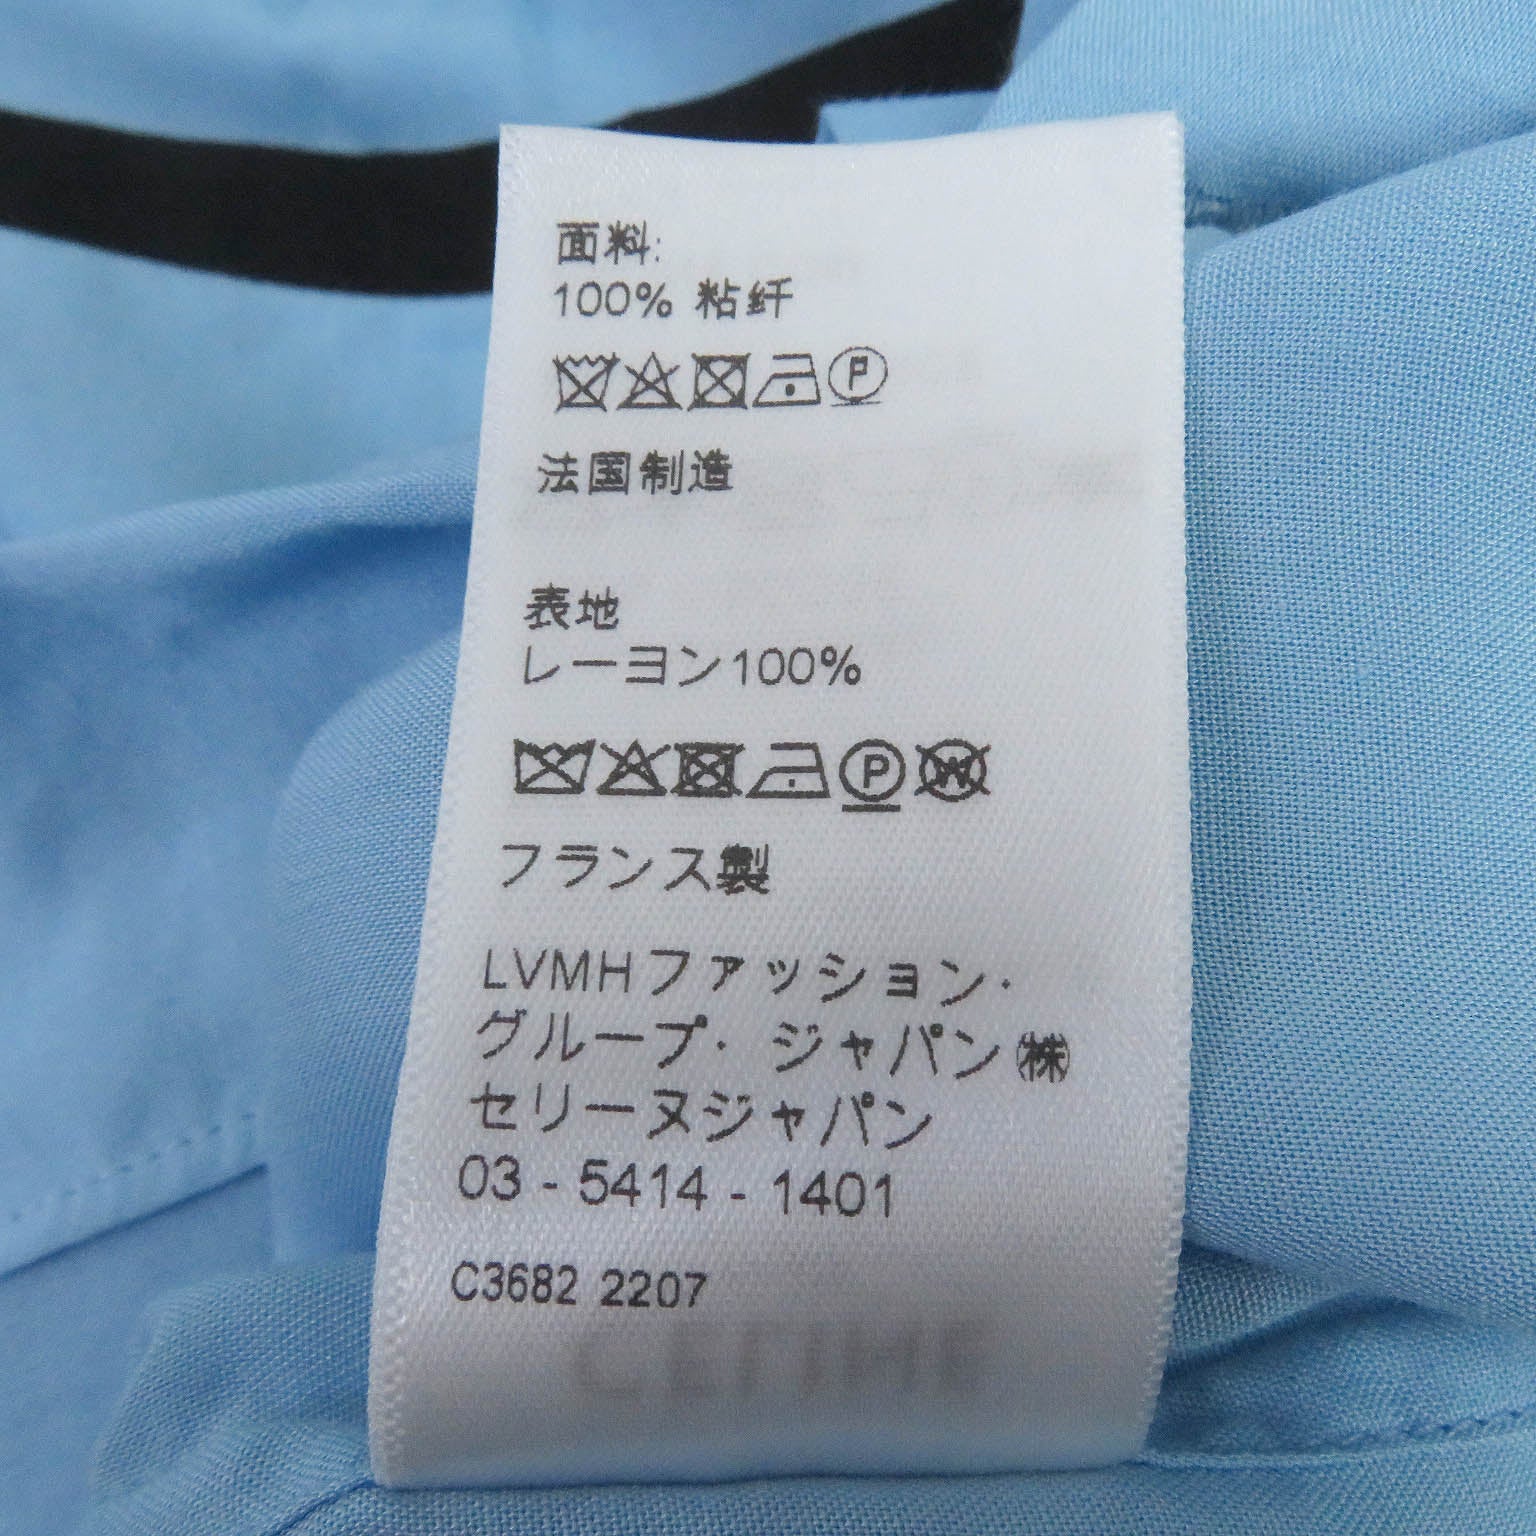 面料:
100% 粘纤
P
法国制造
表地
レーヨン100%
P W
フランス製
LVMHファッション・
グループ・ジャパン㈱
セリーヌジャパン
03 - 5414 - 1401
C3682 2207